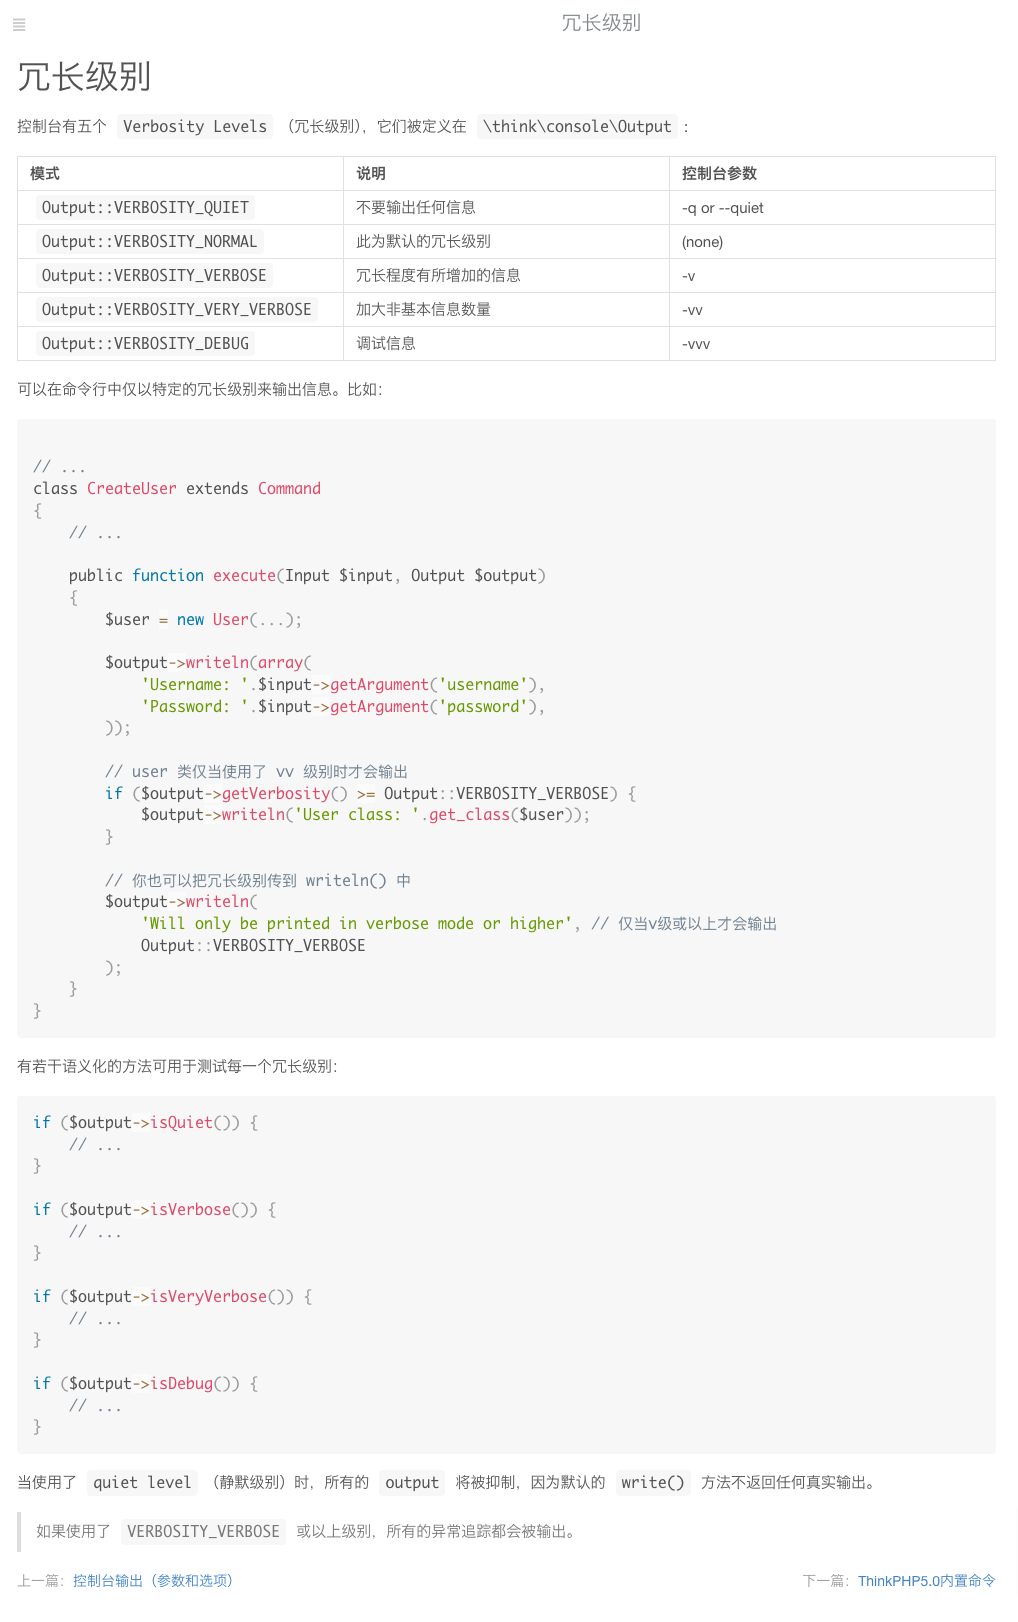 冗长级别
冗长级别
控制台有五个 Verbosity Levels （冗长级别），它们被定义在 \think\console\Output ：
模式 说明 控制台参数
Output::VERBOSITY_QUIET 不要输出任何信息 -q or --quiet
Output::VERBOSITY_NORMAL 此为默认的冗长级别 (none)
Output::VERBOSITY_VERBOSE 冗长程度有所增加的信息 -v
Output::VERBOSITY_VERY_VERBOSE 加大非基本信息数量 -vv
Output::VERBOSITY_DEBUG 调试信息 -vvv
可以在命令行中仅以特定的冗长级别来输出信息。比如：
// ...
class CreateUser extends Command
{
    // ...
    public function execute(Input $input, Output $output)
    {
        $user = new User(...);
        $output->writeln(array(
            'Username: '.$input->getArgument('username'),
            'Password: '.$input->getArgument('password'),
        ));
        // user 类仅当使用了 vv 级别时才会输出
        if ($output->getVerbosity() >= Output::VERBOSITY_VERBOSE) {
            $output->writeln('User class: '.get_class($user));
        }
        // 你也可以把冗长级别传到 writeln() 中
        $output->writeln(
            'Will only be printed in verbose mode or higher', // 仅当v级或以上才会输出
            Output::VERBOSITY_VERBOSE
        );
    }
}
有若干语义化的方法可用于测试每一个冗长级别：
if ($output->isQuiet()) {
    // ...
}
if ($output->isVerbose()) {
    // ...
}
if ($output->isVeryVerbose()) {
    // ...
}
if ($output->isDebug()) {
    // ...
}
当使用了 quiet level （静默级别）时，所有的 output 将被抑制，因为默认的 write() 方法不返回任何真实输出。
如果使用了 VERBOSITY_VERBOSE 或以上级别，所有的异常追踪都会被输出。
上一篇：控制台输出（参数和选项） 下一篇：ThinkPHP5.0内置命令